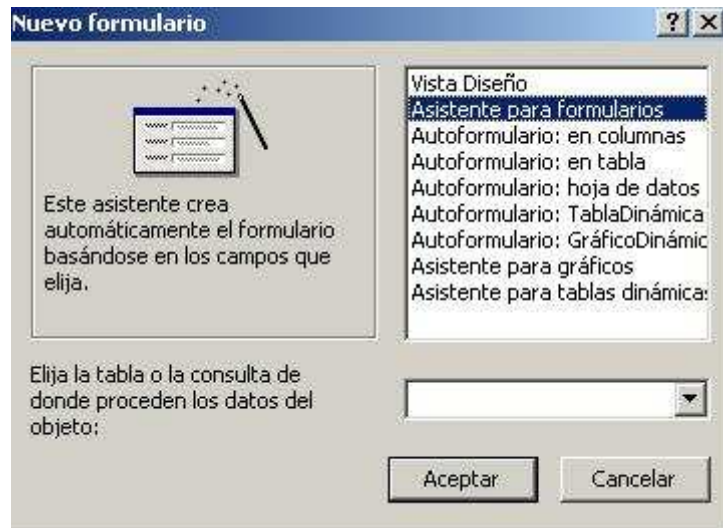 Nuevo formulario
Vista Diseño
Asistente para formularios
Autoformulario: en columnas
Autoformulario: en tabla
Autoformulario: hoja de datos
Autoformulario: TablaDinámica
Autoformulario: GráficoDinámic
Asistente para gráficos
Asistente para tablas dinámicas
Este asistente crea
automáticamente el formulario
basándose en los campos que
elija.
Elija la tabla o la consulta de
donde proceden los datos del
objeto:
Aceptar
Cancelar